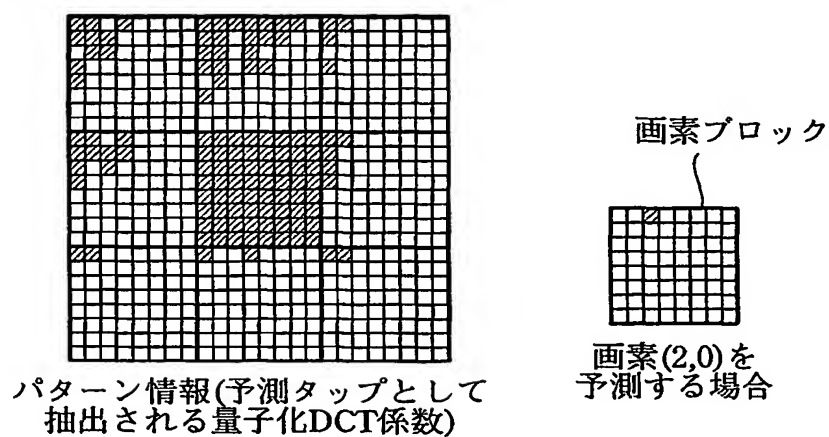 画素ブロック
画素(2,0)を
予測する場合
パターン情報(予測タップとして
抽出される量子化DCT係数)